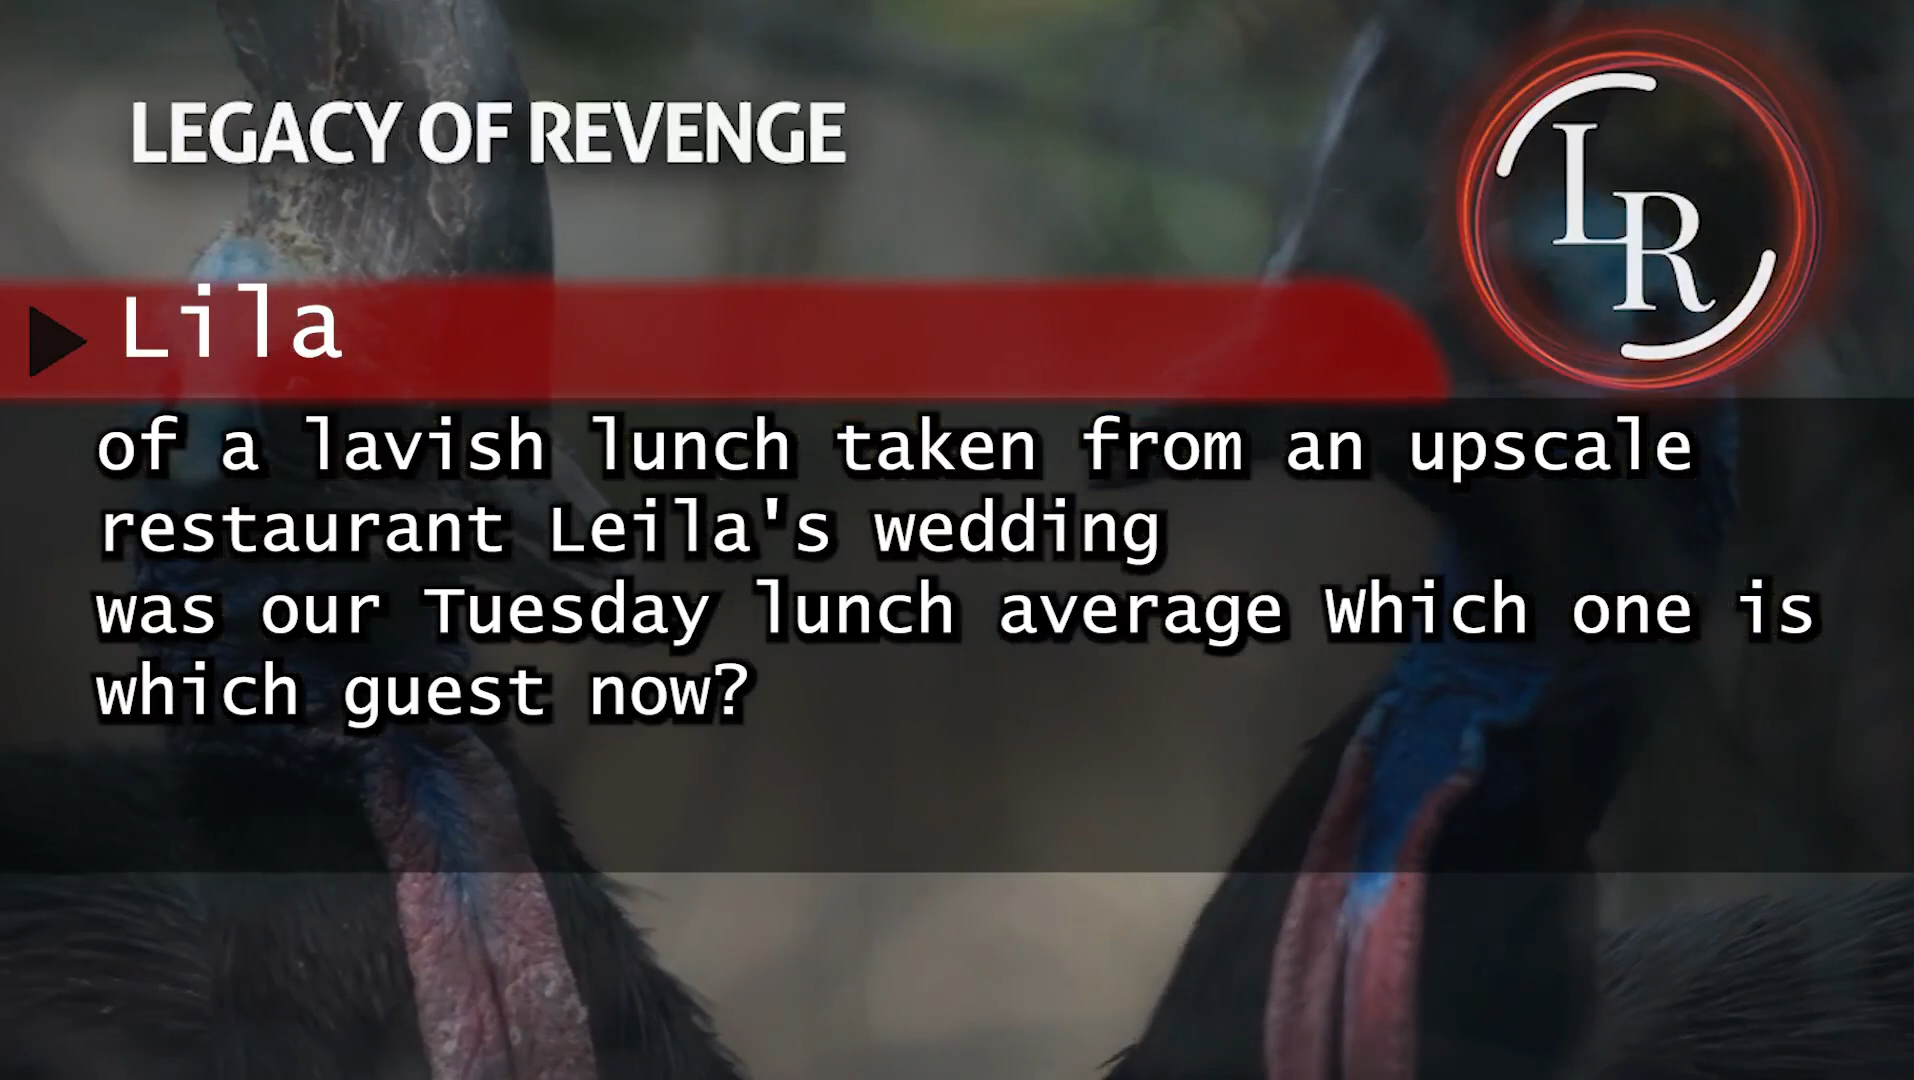 LEGACY OF REVENGE
LR
Lila
of a lavish lunch taken from an upscale
restaurant Leila's wedding
was our Tuesday lunch average Which one is
which guest now?